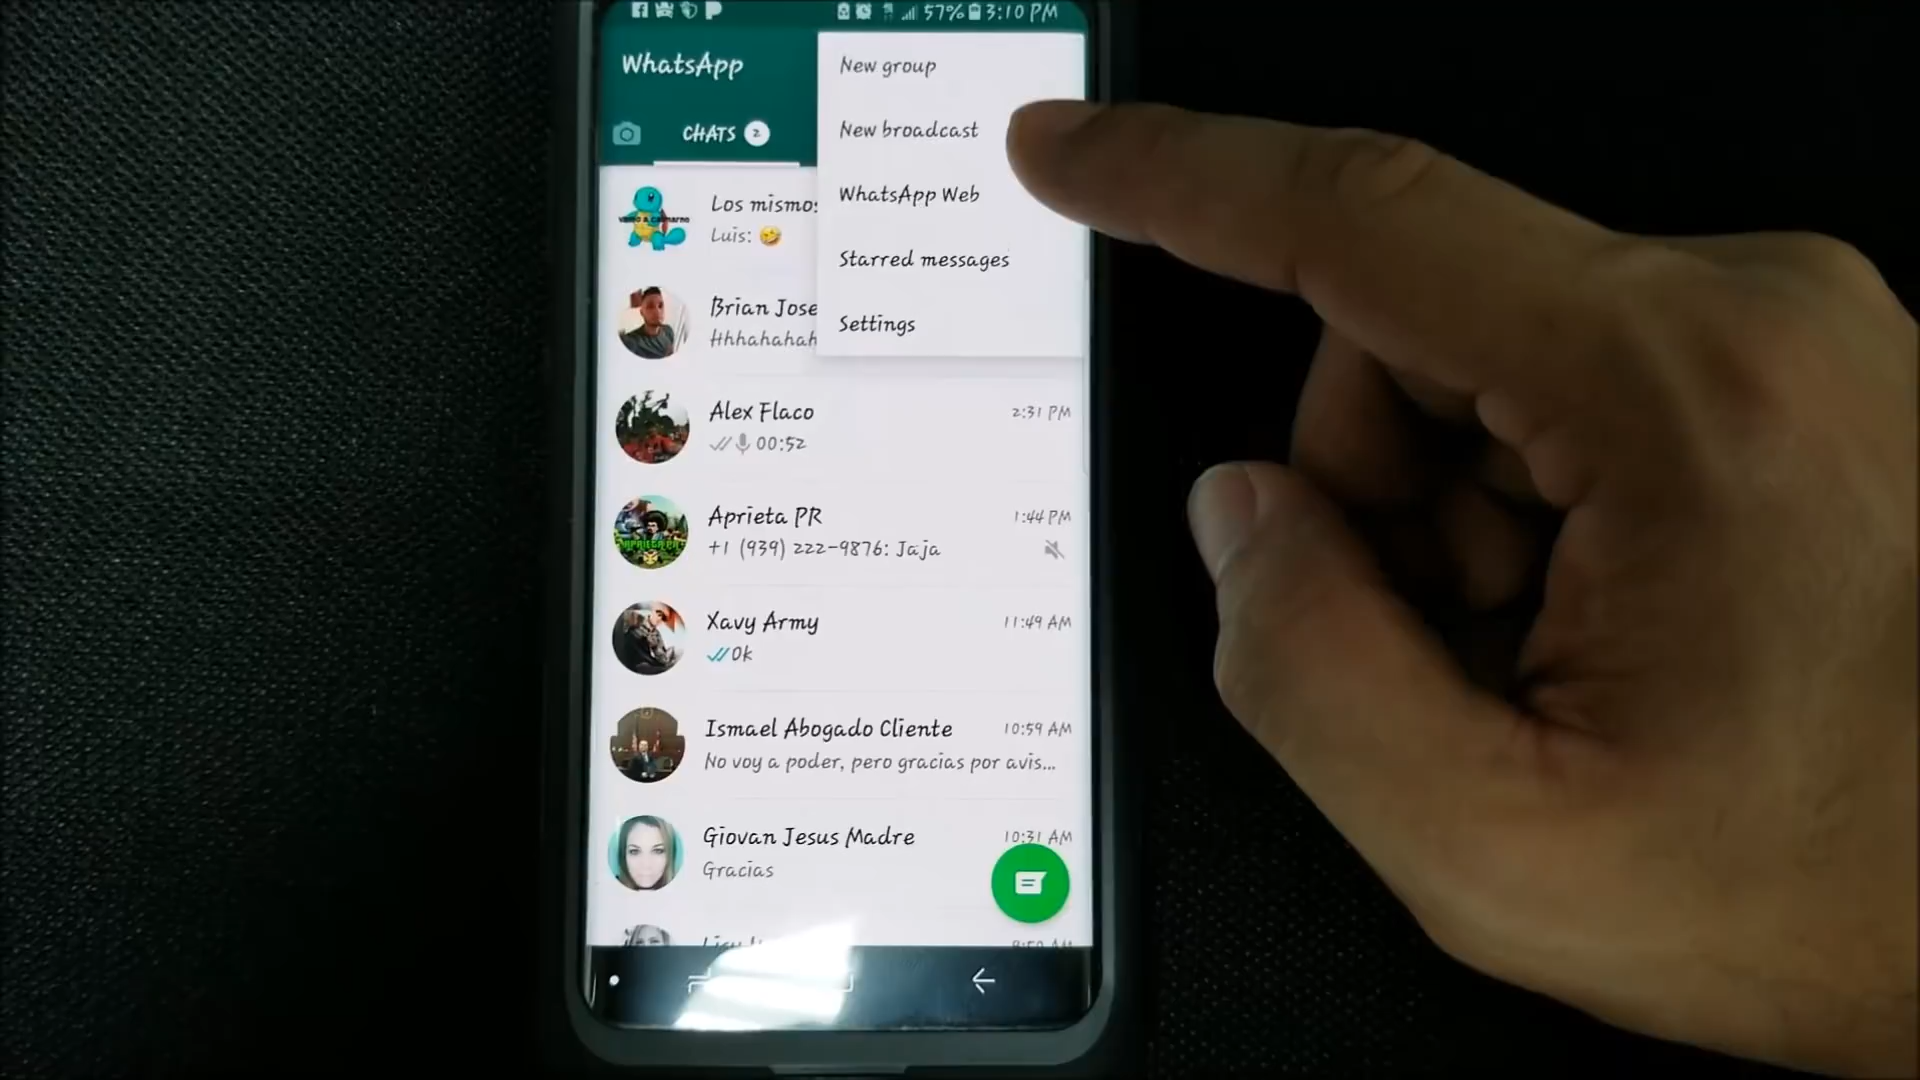 57% 3:10 PM
WhatsApp
New group
New broadcast
WhatsApp Web
Starred messages
Settings
CHATS 2
Los mismos
Luis:
Brian Jose
Hhhahahah
Alex Flaco 2:31 PM
00:52
Aprieta PR 1:44 PM
+1 (939) 222-9876: Jaja
APRIETA PR
Xavy Army 11:49 AM
Ok
Ismael Abogado Cliente 10:59 AM
No voy a poder, pero gracias por avis...
Giovan Jesus Madre 10:31 AM
Gracias